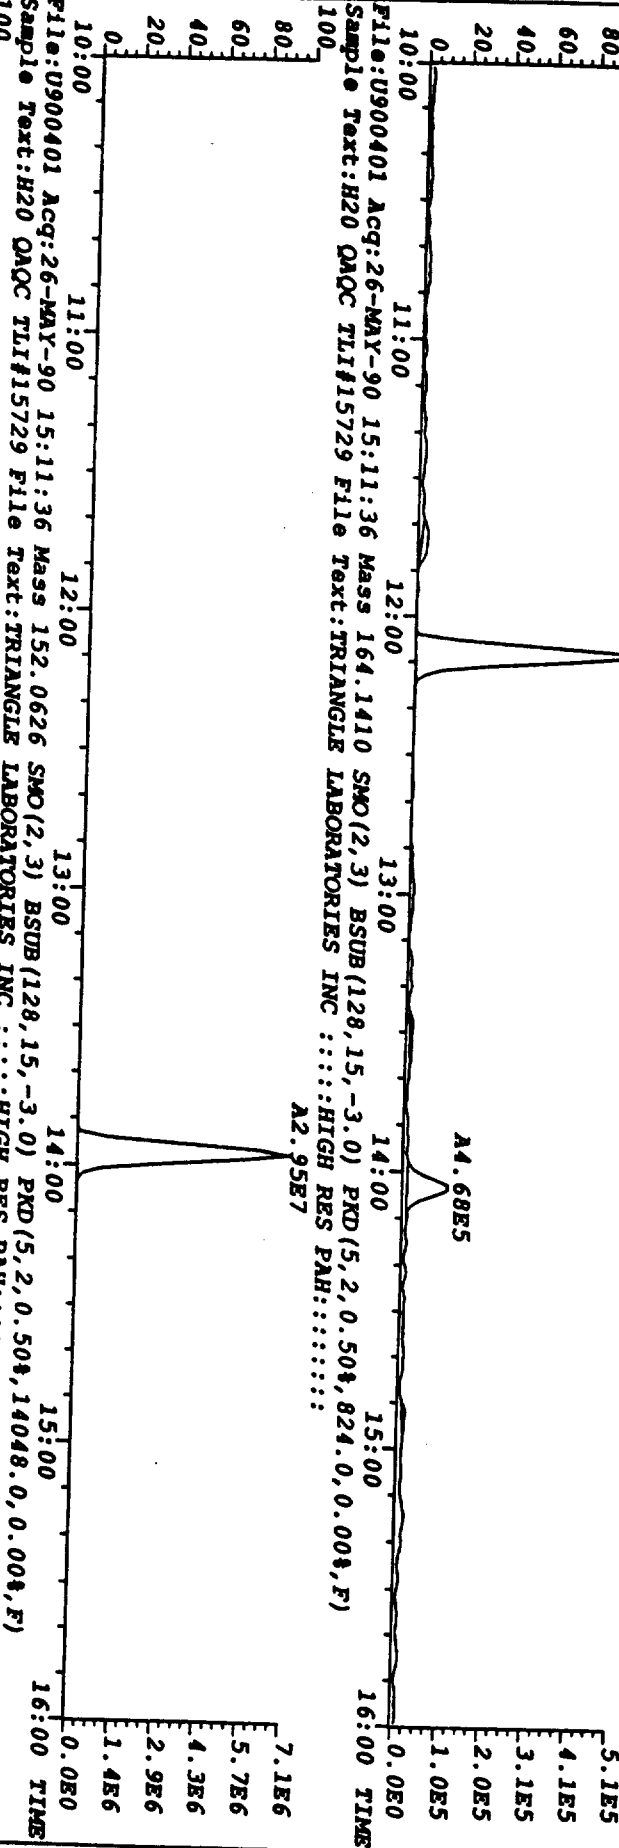 80 5.1E5
60 4.1E5
40 3.1E5
A4.68E5
20 2.0E5
0 1.0E5
0.0E0
10:00 11:00 12:00 13:00 14:00 15:00 16:00 TIME
File:U900401 Acq:26-MAY-90 15:11:36 Mass 164.1410 SMO(2,3) BSUB(128,15,-3.0) PKD(5,2,0.50%,824.0,0.00%,F)
Sample Text:H20 QAQC TLI#15729 File Text:TRIANGLE LABORATORIES INC :::::HIGH RES PAH:::::::::
100
A2.95E7
80 7.1E6
60 5.7E6
40 4.3E6
20 2.9E6
0 1.4E6
0.0E0
10:00 11:00 12:00 13:00 14:00 15:00 16:00 TIME
File:U900401 Acq:26-MAY-90 15:11:36 Mass 152.0626 SMO(2,3) BSUB(128,15,-3.0) PKD(5,2,0.50%,14048.0,0.00%,F)
Sample Text:H20 QAQC TLI#15729 File Text:TRIANGLE LABORATORIES INC :::::HIGH RES PAH
100